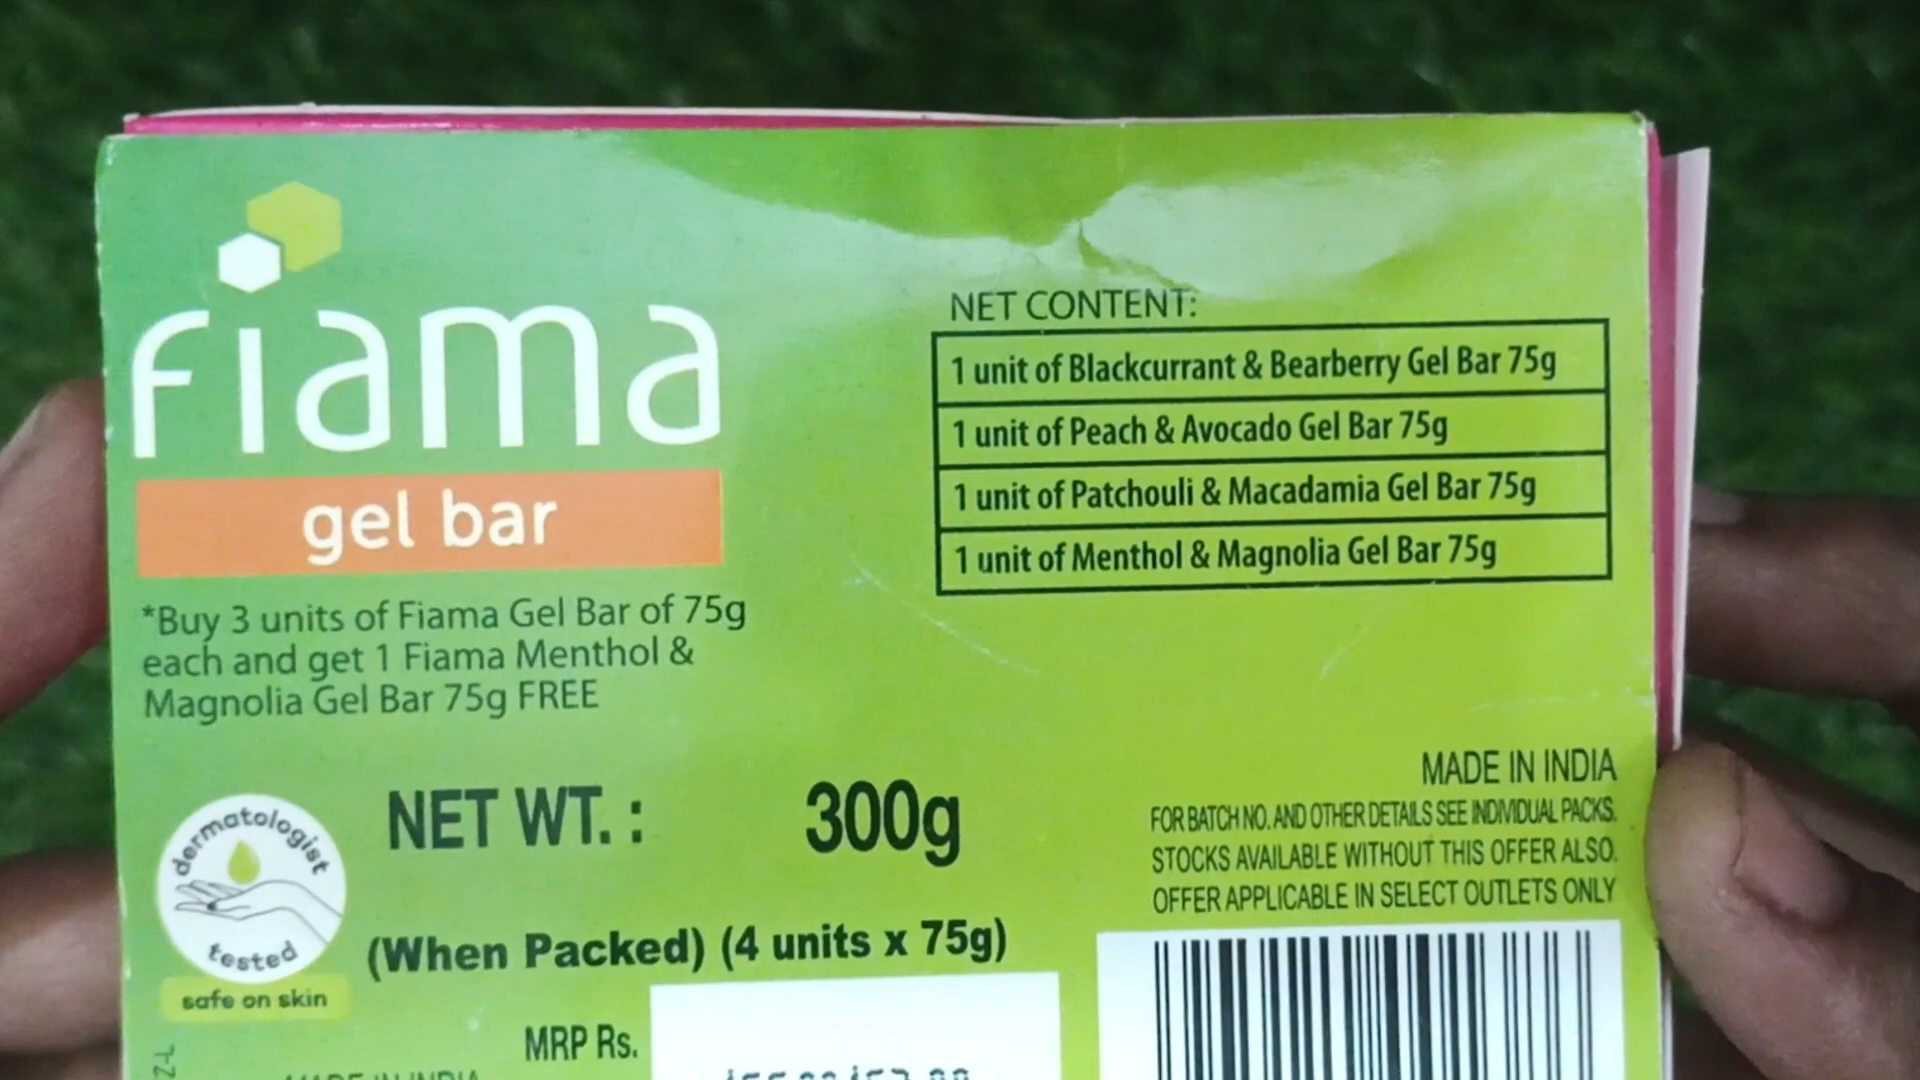 fiama
gel bar
*Buy 3 units of Fiama Gel Bar of 75g
each and get 1 Fiama Menthol &
Magnolia Gel Bar 75g FREE
NET CONTENT:
1 unit of Blackcurrant & Bearberry Gel Bar 75g
1 unit of Peach & Avocado Gel Bar 75g
1 unit of Patchouli & Macadamia Gel Bar 75g
1 unit of Menthol & Magnolia Gel Bar 75g
NET WT. : 300g
(When Packed) (4 units x 75g)
dermatologist
tested
safe on skin
MADE IN INDIA
FOR BATCH NO. AND OTHER DETAILS SEE INDIVIDUAL PACKS.
STOCKS AVAILABLE WITHOUT THIS OFFER ALSO.
OFFER APPLICABLE IN SELECT OUTLETS ONLY
MRP Rs.
MADE IN INDIA